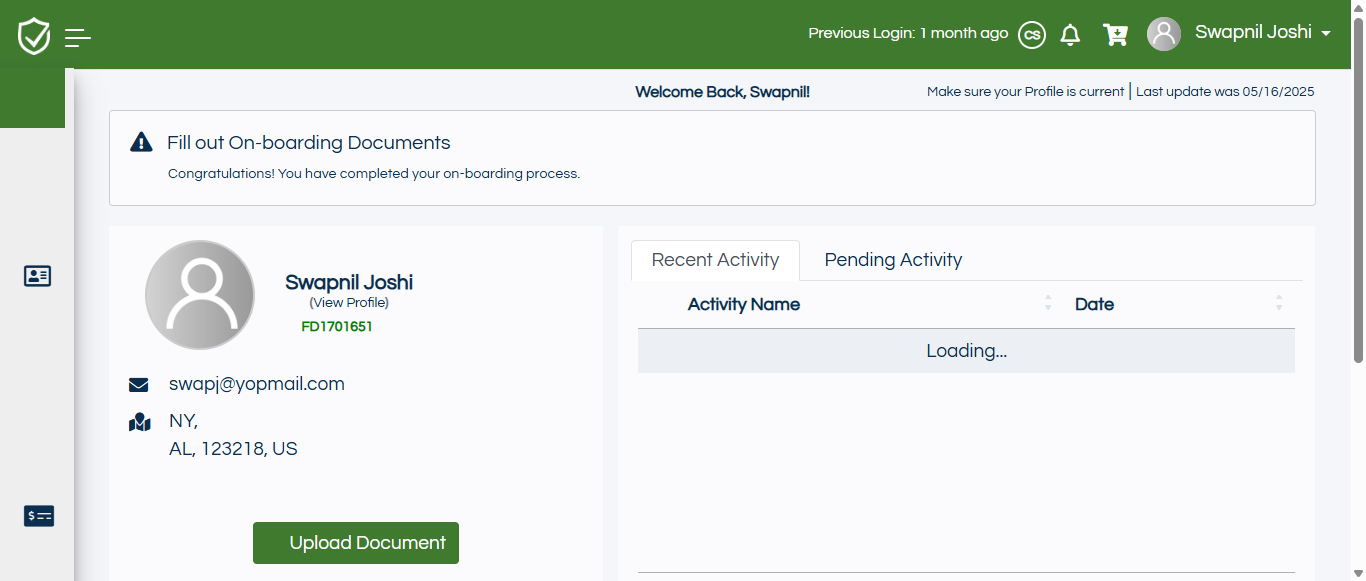 Previous Login: 1 month ago CS Swapnil Joshi
Welcome Back, Swapnil!
Make sure your Profile is current | Last update was 05/16/2025
Fill out On-boarding Documents
Congratulations! You have completed your on-boarding process.
Swapnil Joshi
(View Profile)
FD1701651
swapj@yopmail.com
NY,
AL, 123218, US
Upload Document
Recent Activity Pending Activity
Activity Name Date
Loading...